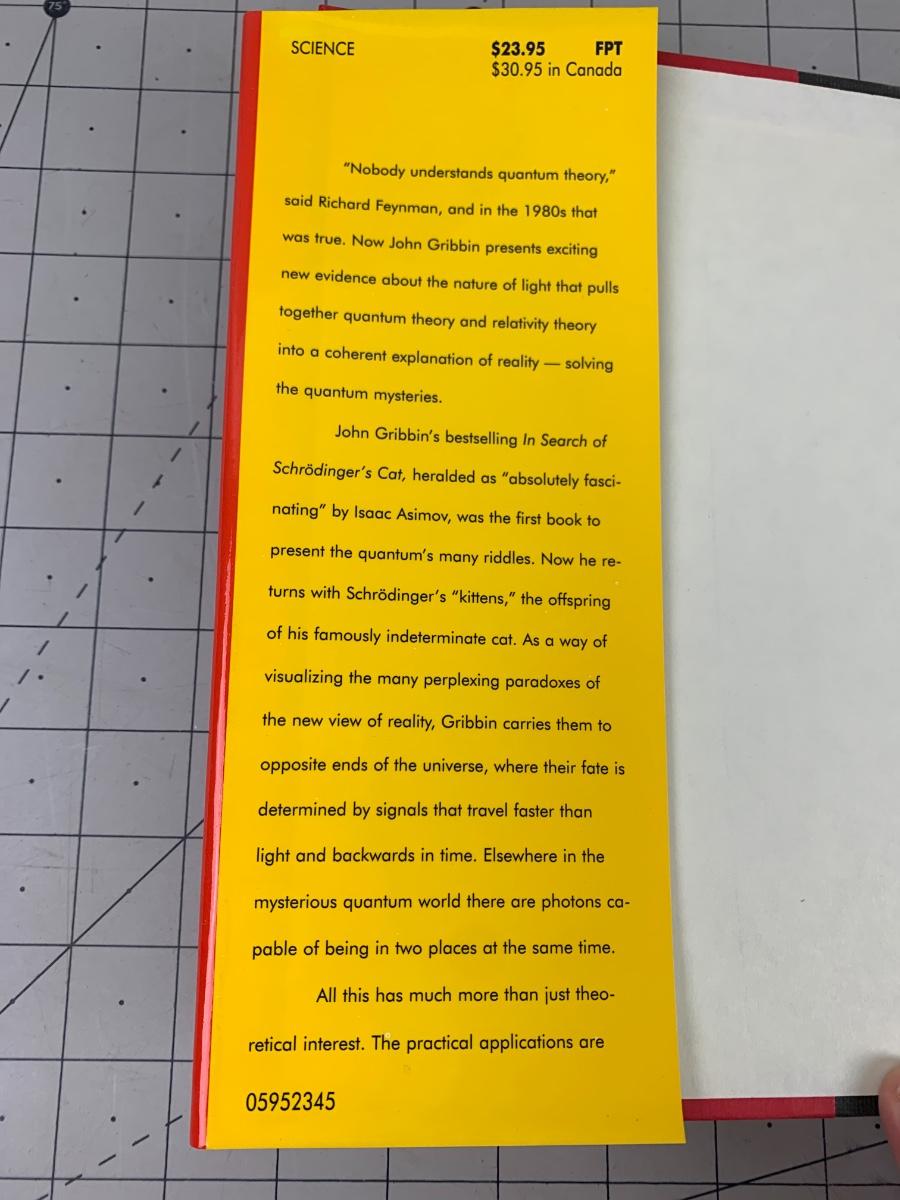 75°
SCIENCE
$23.95 FPT
$30.95 in Canada
"Nobody understands quantum theory,"
said Richard Feynman, and in the 1980s that
was true. Now John Gribbin presents exciting
new evidence about the nature of light that pulls
together quantum theory and relativity theory
into a coherent explanation of reality — solving
the quantum mysteries.
John Gribbin's bestselling In Search of
Schrödinger's Cat, heralded as "absolutely fasci-
nating" by Isaac Asimov, was the first book to
present the quantum's many riddles. Now he re-
turns with Schrödinger's "kittens," the offspring
of his famously indeterminate cat. As a way of
visualizing the many perplexing paradoxes of
the new view of reality, Gribbin carries them to
opposite ends of the universe, where their fate is
determined by signals that travel faster than
light and backwards in time. Elsewhere in the
mysterious quantum world there are photons ca-
pable of being in two places at the same time.
All this has much more than just theo-
retical interest. The practical applications are
05952345